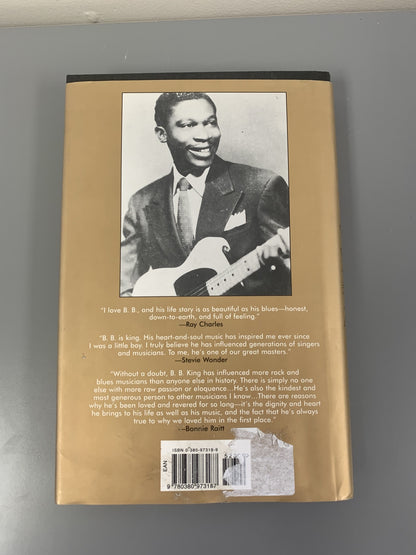 "I love B. B., and his life story is as beautiful as his blues—honest,
down-to-earth, and full of feeling."
—Ray Charles
"B. B. is king. His heart-and-soul music has inspired me ever since
I was a little boy. I truly believe he has influenced generations of singers
and musicians. To me, he's one of our great masters."
—Stevie Wonder
"Without a doubt, B. B. King has influenced more rock and
blues musicians than anyone else in history. There is simply no one
else with more raw passion or eloquence...He's also the kindest and
most generous person to other musicians I know...There are reasons
why he's been loved and revered for so long—it's the dignity and heart
he brings to his life as well as his music, and the fact that he's always
true to why we loved him in the first place."
—Bonnie Raitt
ISBN 0-380-97318-9
EAN
9 780380 973187